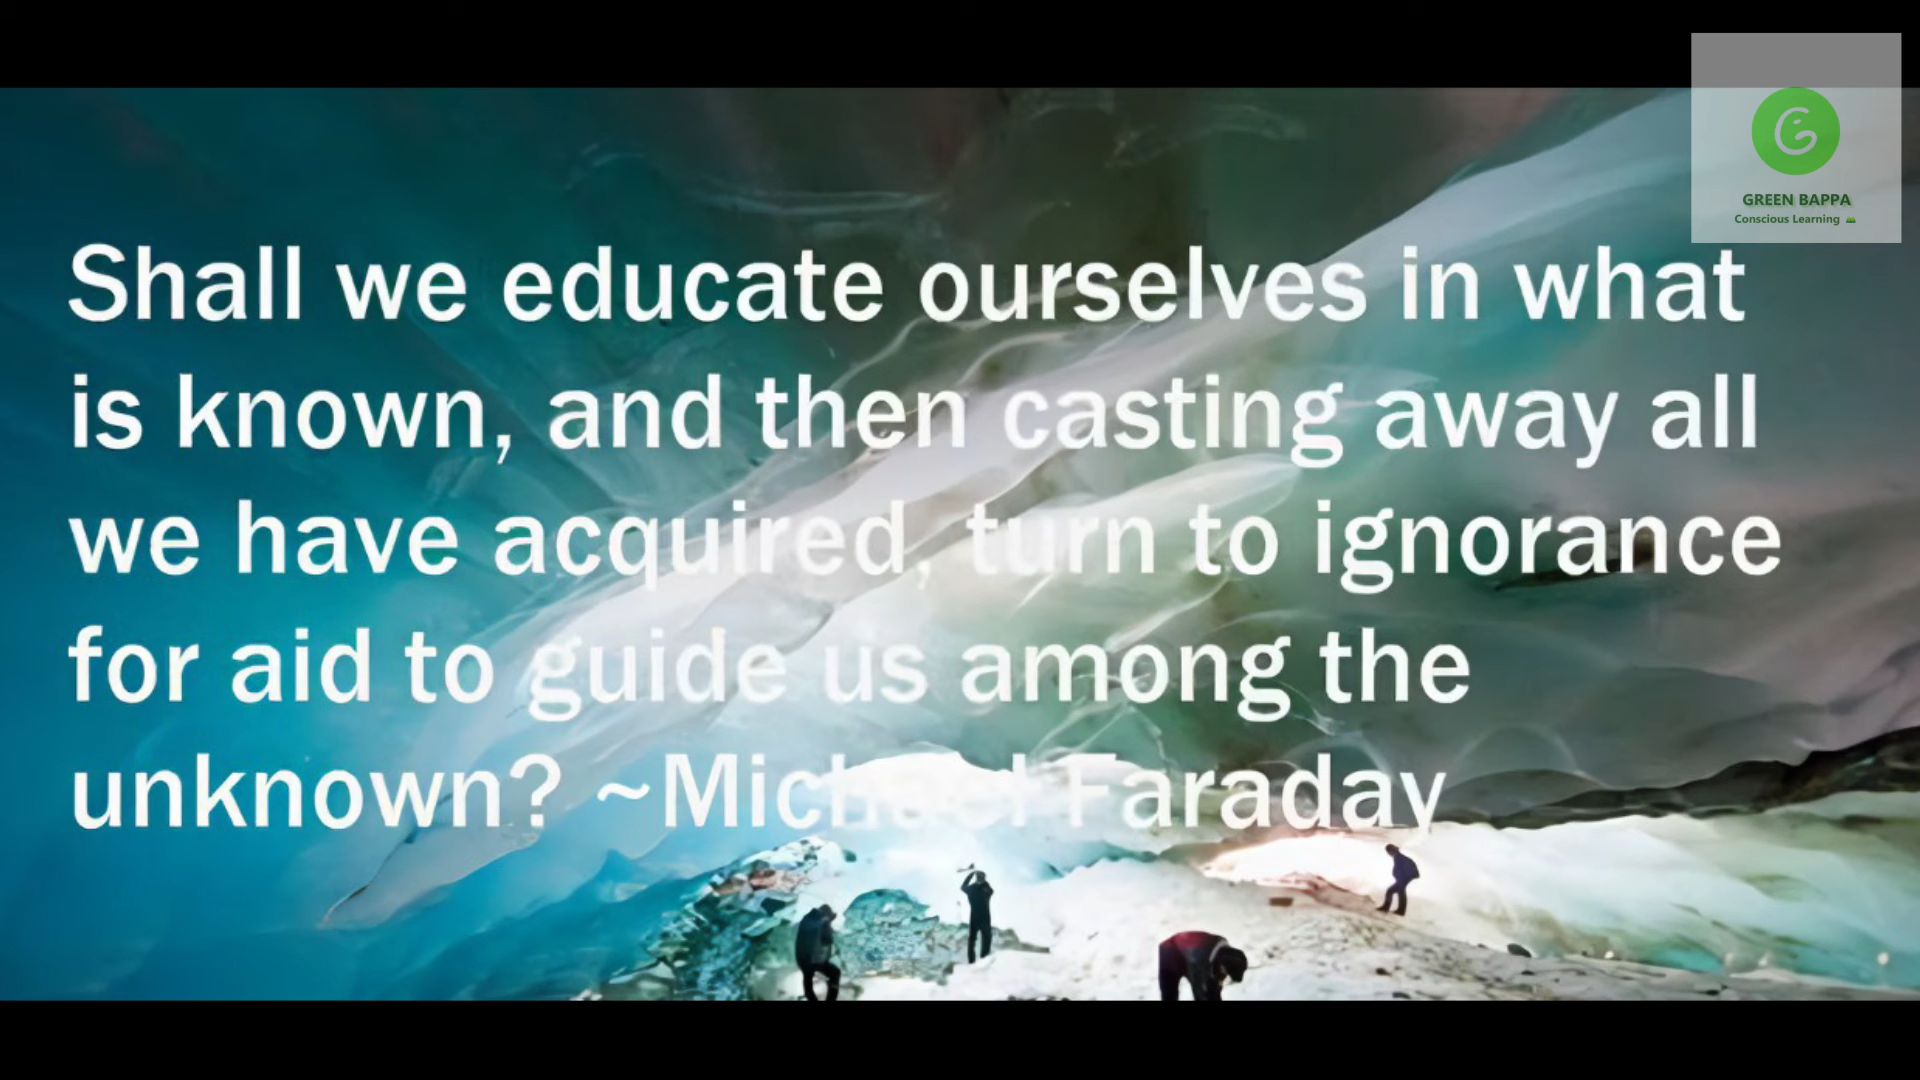 GREEN BAPPA
Conscious Learning
Shall we educate ourselves in what
is known, and then casting away all
we have acquired, turn to ignorance
for aid to guide us among the
unknown? ~Michael Faraday